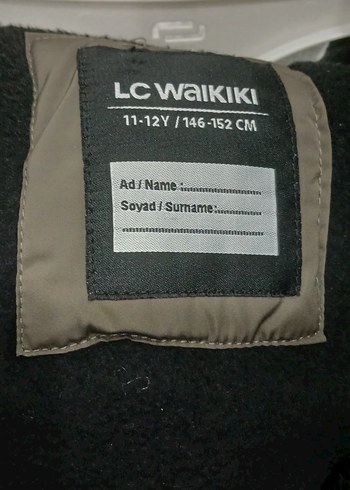 LC WAIKIKI
11-12Y / 146-152 CM
Ad / Name :......................
Soyad / Surname:.............
..........................................